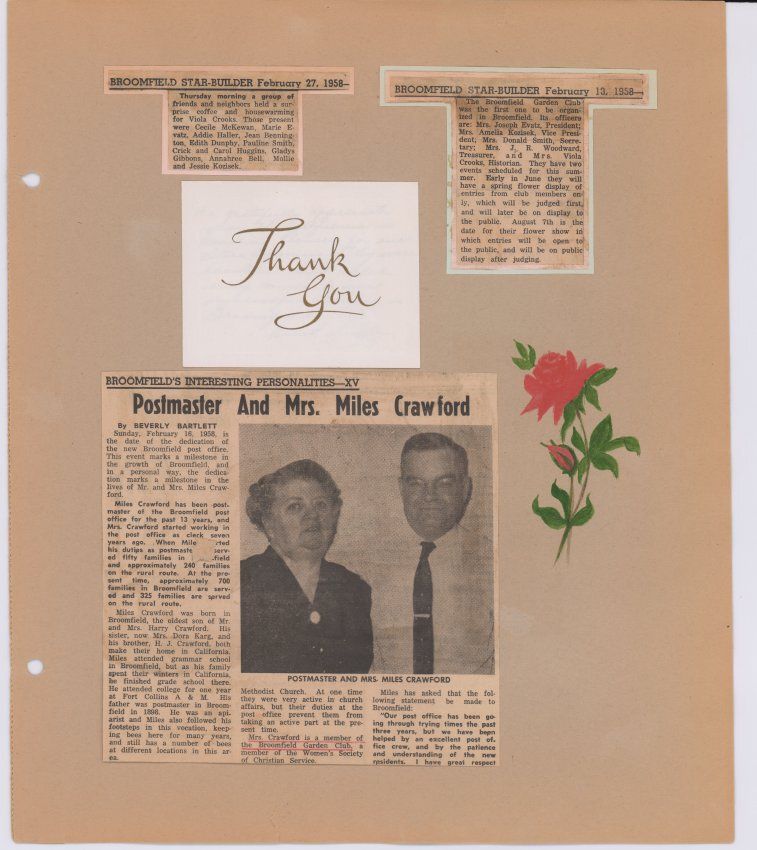 BROOMFIELD STAR-BUILDER February 27, 1958—
Thursday morning a group of
friends and neighbors held a sur-
prise coffee and housewarming
for Viola Crooks. Those present
were Cecile McKewan, Marie E-
vatz, Addie Haller, Jean Benning-
ton, Edith Dunphy, Pauline Smith,
Crick and Carol Huggins, Gladys
Gibbons, Annahree Bell, Mollie
and Jessie Kozisek.
BROOMFIELD STAR-BUILDER February 13, 1958—
The Broomfield Garden Club
was the first one to be organ-
ized in Broomfield. Its officers
are: Mrs. Joseph Evatz, President;
Mrs. Amelia Kozisek, Vice Presi-
dent; Mrs. Donald Smith, Secre-
tary; Mrs. J. R. Woodward,
Treasurer, and Mrs. Viola
Crooks, Historian. They have two
events scheduled for this sum-
mer. Early in June they will
have a spring flower display of
entries from club members on-
ly, which will be judged first,
and will later be on display to
the public. August 7th is the
date for their flower show in
which entries will be open to
the public, and will be on public
display after judging.
Thank
You
BROOMFIELD'S INTERESTING PERSONALITIES—XV
Postmaster And Mrs. Miles Crawford
By BEVERLY BARTLETT
Sunday, February 16, 1958, is
the date of the dedication of
the new Broomfield post office.
This event marks a milestone in
the growth of Broomfield, and
in a personal way, the dedica-
tion marks a milestone in the
lives of Mr. and Mrs. Miles Craw-
ford.
Miles Crawford has been post-
master of the Broomfield post
office for the past 13 years, and
Mrs. Crawford started working in
the post office as clerk seven
years ago. When Mile rted
his duties as postmaste serv-
ed fifty families in field
and approximately 240 families
on the rural route. At the pre-
sent time, approximately 700
families in Broomfield are serv-
ed and 325 families are served
on the rural route.
Miles Crawford was born in
Broomfield, the oldest son of Mr.
and Mrs. Harry Crawford. His
sister, now Mrs. Dora Karg, and
his brother, H. J. Crawford, both
make their home in California.
Miles attended grammar school
in Broomfield, but as his family
spent their winters in California,
he finished grade school there.
He attended college for one year
at Fort Collins A & M. His
father was postmaster in Broom-
field in 1898. He was an api-
arist and Miles also followed his
footsteps in this vocation, keep-
ing bees here for many years,
and still has a number of bees
at different locations in this ar-
ea.
POSTMASTER AND MRS. MILES CRAWFORD
Methodist Church. At one time
they were very active in church
affairs, but their duties at the
post office prevent them from
taking an active part at the pre-
sent time.
Mrs. Crawford is a member of
the Broomfield Garden Club, a
member of the Women's Society
of Christian Service.
Miles has asked that the fol-
lowing statement be made to
Broomfield:
"Our post office has been go-
ing through trying times the past
three years, but we have been
helped by an excellent post of-
fice crew, and by the patience
and understanding of the new
residents. I have great respect